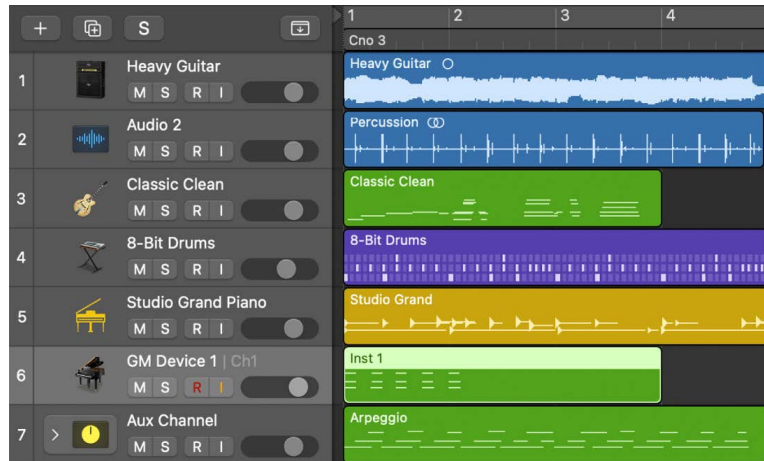 + S
1 2 3 4
Cno 3
1 Heavy Guitar
M S R I
Heavy Guitar
2 Audio 2
M S R I
Percussion
3 Classic Clean
M S R I
Classic Clean
4 8-Bit Drums
M S R I
8-Bit Drums
5 Studio Grand Piano
M S R I
Studio Grand
6 GM Device 1 | Ch1
M S R I
Inst 1
7 Aux Channel
M S R I
Arpeggio